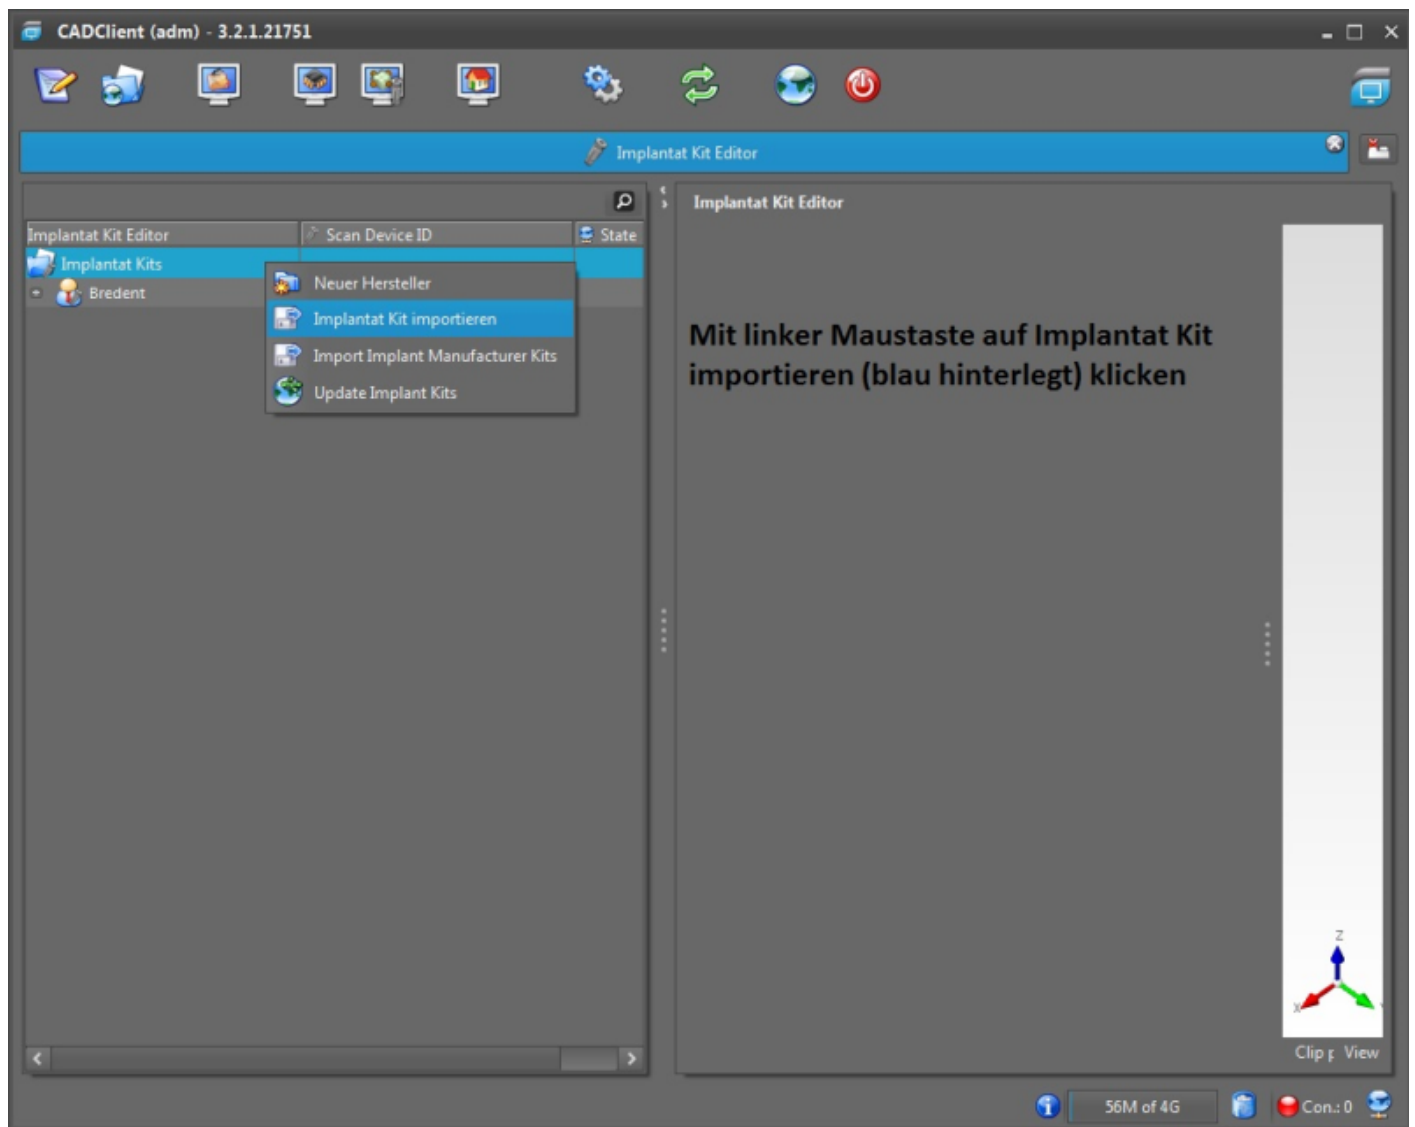 CADClient (adm) - 3.2.1.21751
Implantat Kit Editor
Implantat Kit Editor
Implantat Kit Editor
Scan Device ID
State
Implantat Kits
Bredent
Neuer Hersteller
Implantat Kit importieren
Import Implant Manufacturer Kits
Update Implant Kits
Mit linker Maustaste auf Implantat Kit
importieren (blau hinterlegt) klicken
Z
X
Clip
View
56M of 4G
Con.: 0